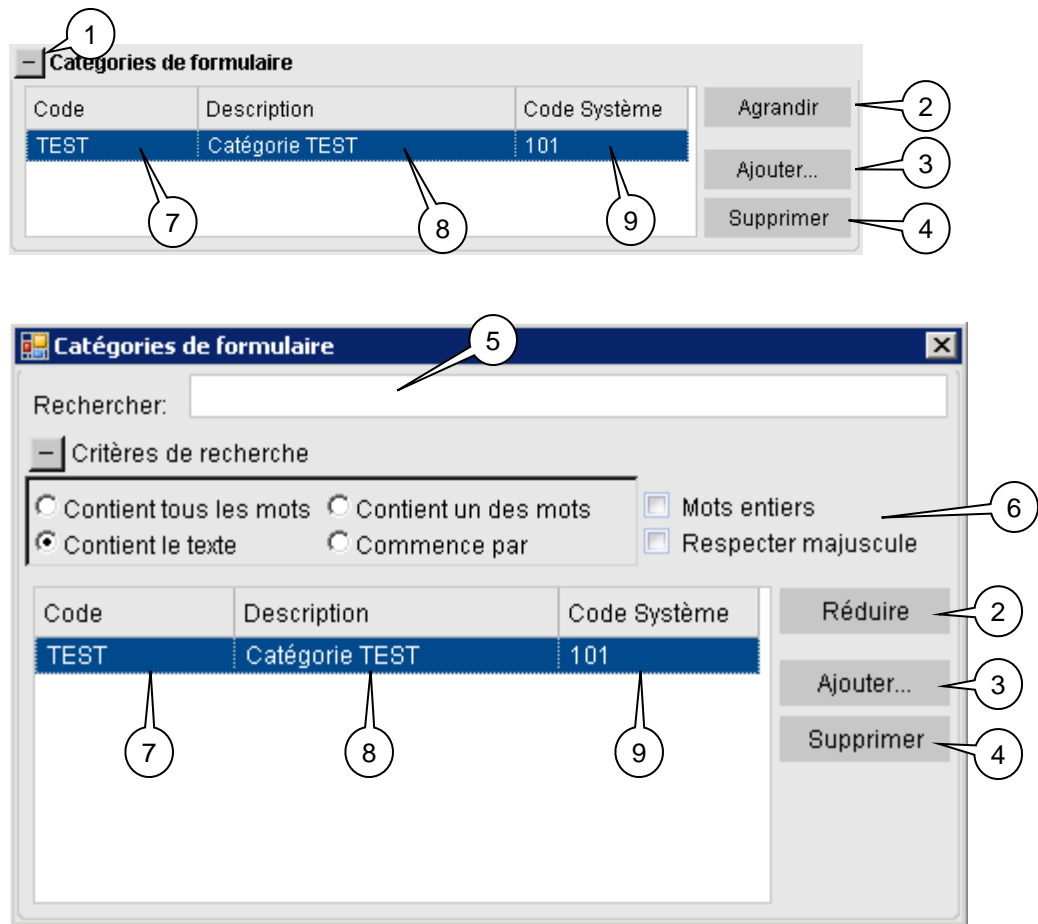 1
– Catégories de formulaire
Code Description Code Système Agrandir 2
TEST Catégorie TEST 101
Ajouter... 3
7 8 9 Supprimer 4
Catégories de formulaire 5
Rechercher:
– Critères de recherche
Contient tous les mots Contient un des mots Mots entiers 6
Contient le texte Commence par Respecter majuscule
Code Description Code Système Réduire 2
TEST Catégorie TEST 101
Ajouter... 3
7 8 9 Supprimer 4